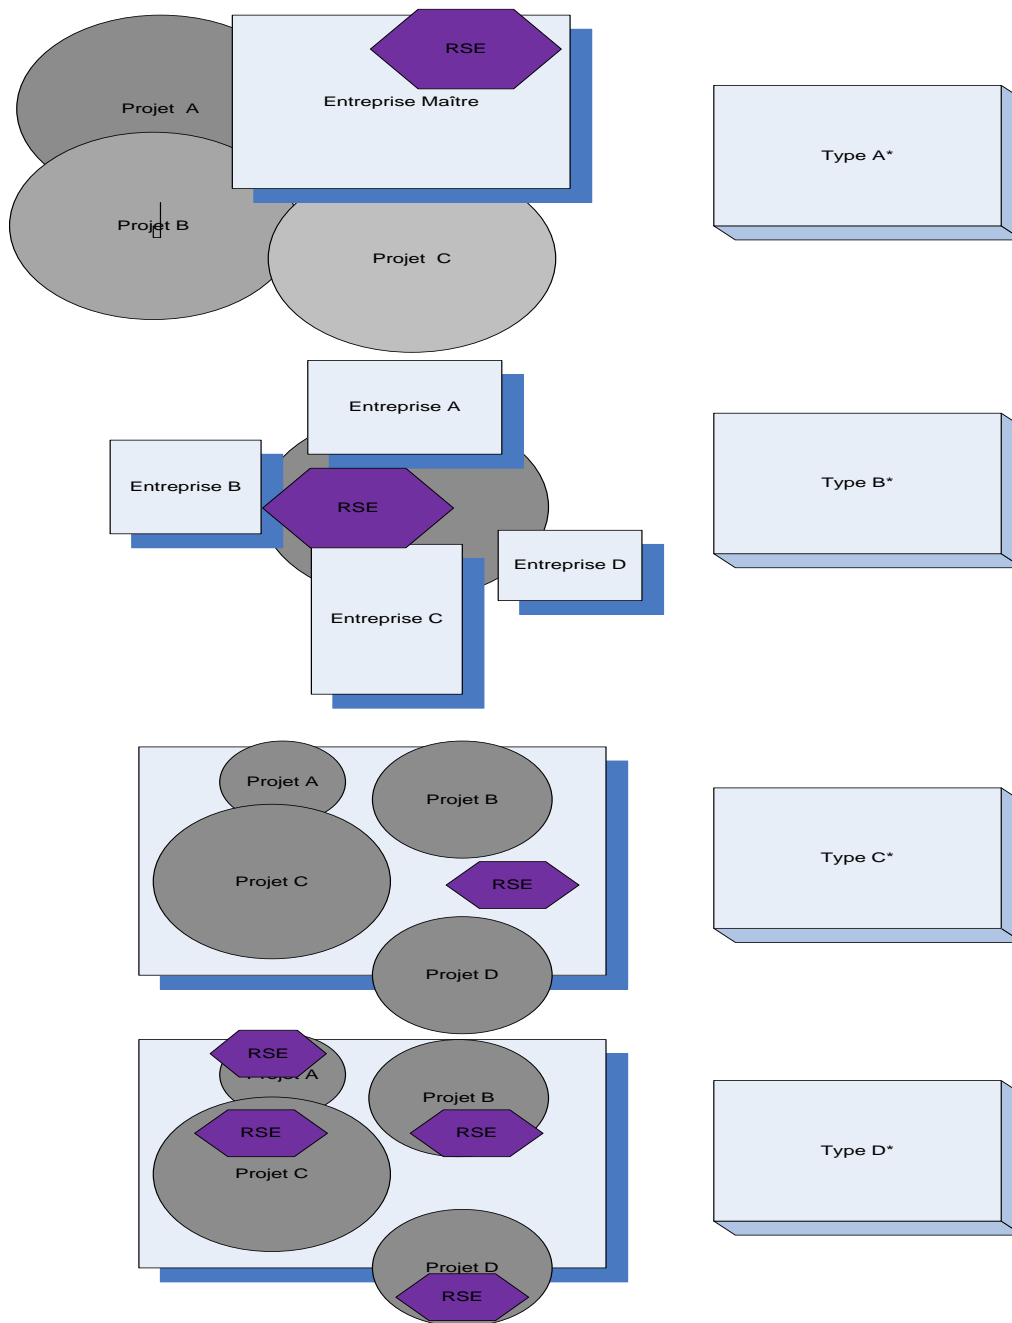 RSE
Entreprise Maître
Projet  A
Type A*
Projet B
Projet  C
Entreprise A
Entreprise B
RSE
Type B*
Entreprise D
Entreprise C
Projet A
Projet B
Projet C
RSE
Type C*
Projet D
RSE
Projet A
Projet B
RSE
RSE
Projet C
Type D*
Projet D
RSE